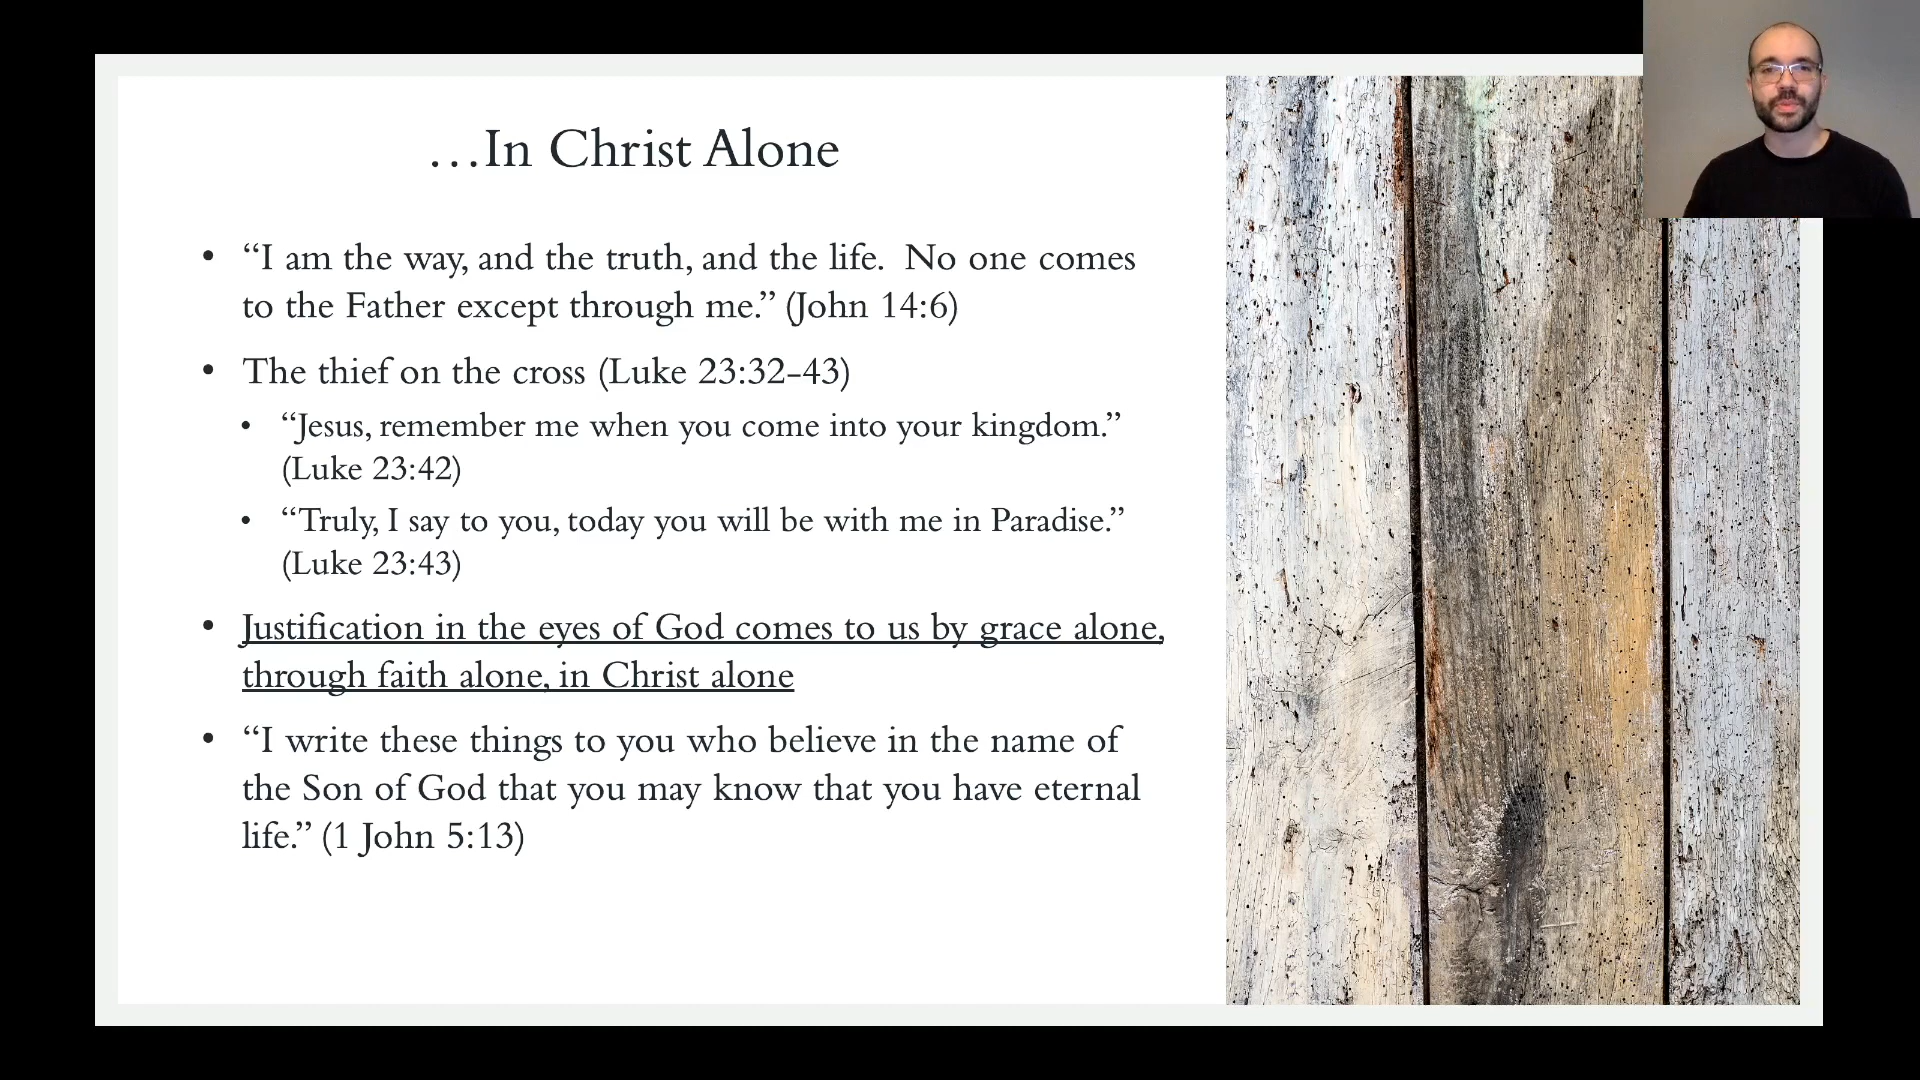 …In Christ Alone
• “I am the way, and the truth, and the life.  No one comes
to the Father except through me.” (John 14:6)
• The thief on the cross (Luke 23:32-43)
• “Jesus, remember me when you come into your kingdom.”
(Luke 23:42)
• “Truly, I say to you, today you will be with me in Paradise.”
(Luke 23:43)
• Justification in the eyes of God comes to us by grace alone,
through faith alone, in Christ alone
• “I write these things to you who believe in the name of
the Son of God that you may know that you have eternal
life.” (1 John 5:13)